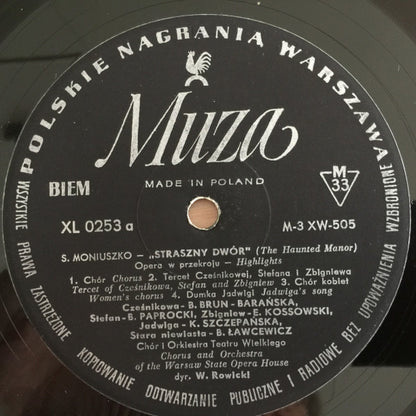 POLSKIE NAGRANIA WARSZAWA
Muza
MADE IN POLAND
BIEM
M
33
XL 0253 a
M-3 XW-505
S. MONIUSZKO – „STRASZNY DWÓR" (The Haunted Manor)
Opera w przekroju – Highlights
1. Chór Chorus 2. Tercet Cześnikowej, Stefana i Zbigniewa
Tercet of Cześnikowa, Stefan and Zbigniew 3. Chór kobiet
Women's chorus 4. Dumka Jadwigi Jadwiga's song
Cześnikowa-B. BRUN-BARAŃSKA,
Stefan-B. PAPROCKI, Zbigniew-E. KOSSOWSKI,
Jadwiga - K. SZCZEPAŃSKA,
Stara niewiasta - B. ŁAWCEWICZ
Chór i Orkiestra Teatru Wielkiego
Chorus and Orchestra
of the Warsaw State Opera House
dyr. W. Rowicki
WSZYSTKIE PRAWA ZASTRZEŻONE KOPIOWANIE ODTWARZANIE PUBLICZNE I RADIOWE BEZ UPOWAŻNIENIA WZBRONIONE